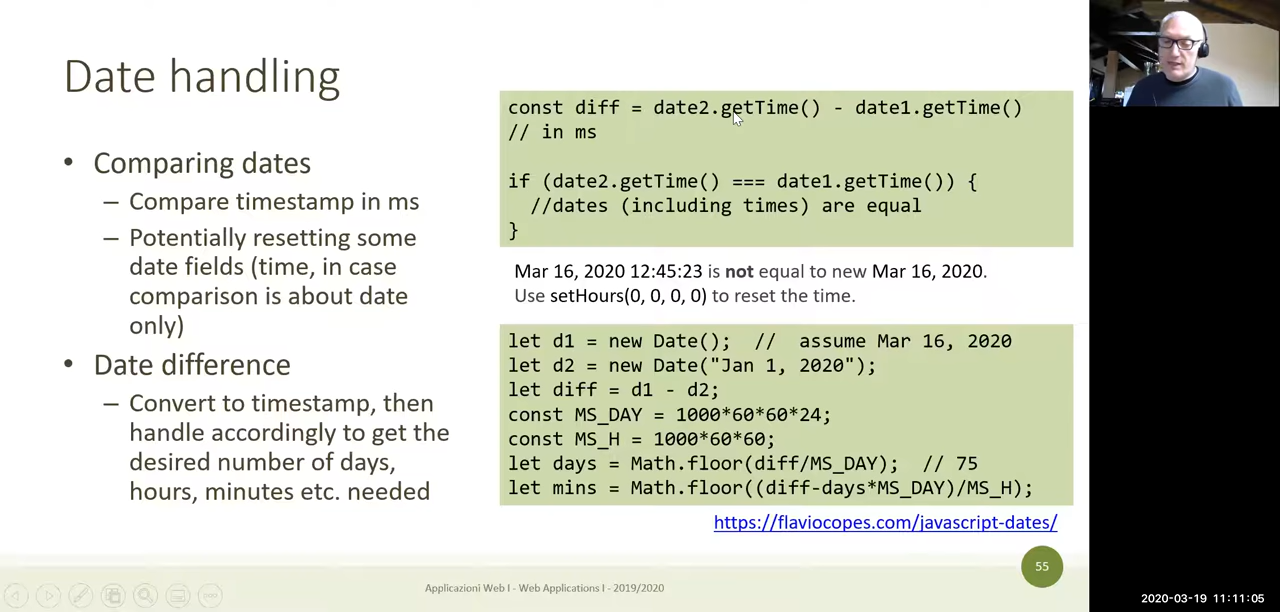 Date handling
• Comparing dates
– Compare timestamp in ms
– Potentially resetting some
date fields (time, in case
comparison is about date
only)
• Date difference
– Convert to timestamp, then
handle accordingly to get the
desired number of days,
hours, minutes etc. needed
const diff = date2.getTime() - date1.getTime()
// in ms
if (date2.getTime() === date1.getTime()) {
//dates (including times) are equal
}
Mar 16, 2020 12:45:23 is not equal to new Mar 16, 2020.
Use setHours(0, 0, 0, 0) to reset the time.
let d1 = new Date(); // assume Mar 16, 2020
let d2 = new Date("Jan 1, 2020");
let diff = d1 - d2;
const MS_DAY = 1000*60*60*24;
const MS_H = 1000*60*60;
let days = Math.floor(diff/MS_DAY); // 75
let mins = Math.floor((diff-days*MS_DAY)/MS_H);
https://flaviocopes.com/javascript-dates/
55
Applicazioni Web I - Web Applications I - 2019/2020
2020-03-19 11:11:05